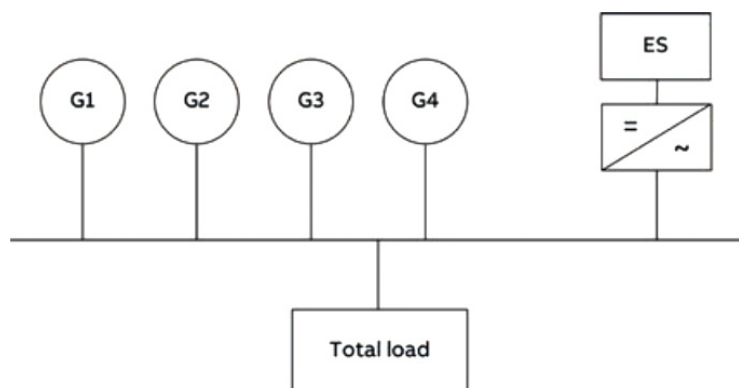 ES
G1
G2
G3
G4
=
~
Total load